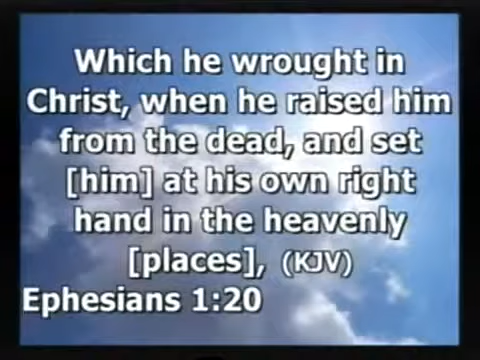 Which he wrought in
Christ, when he raised him
from the dead, and set
[him] at his own right
hand in the heavenly
[places], (KJV)
Ephesians 1:20